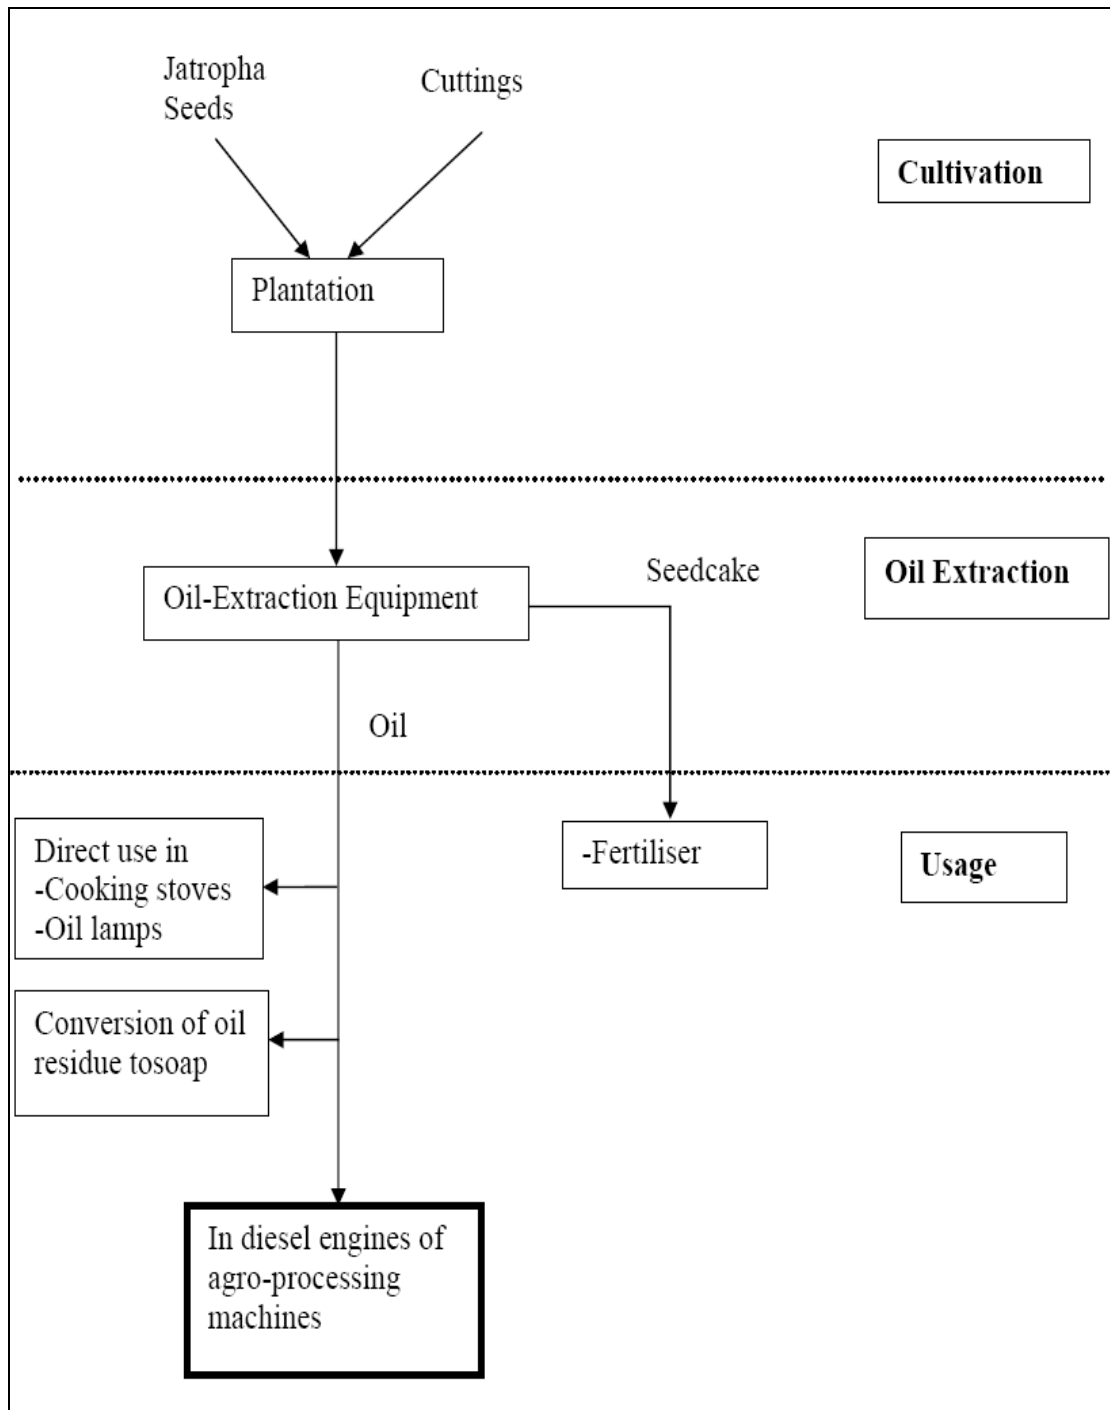 Jatropha
Seeds
Cuttings
Cultivation
Plantation
Seedcake
Oil Extraction
Oil-Extraction Equipment
Oil
Direct use in
-Cooking stoves
-Oil lamps
-Fertiliser
Usage
Conversion of oil
residue tosoap
In diesel engines of
agro-processing
machines